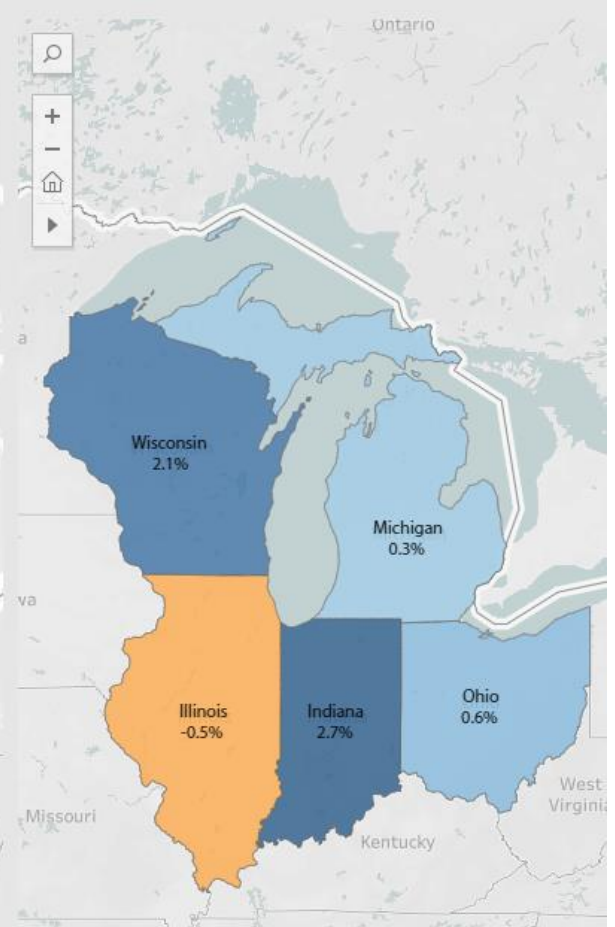 Ontario
+
−
a
Wisconsin
2.1%
Michigan
0.3%
va
Illinois
-0.5%
Indiana
2.7%
Ohio
0.6%
West
Virginia
Missouri
Kentucky